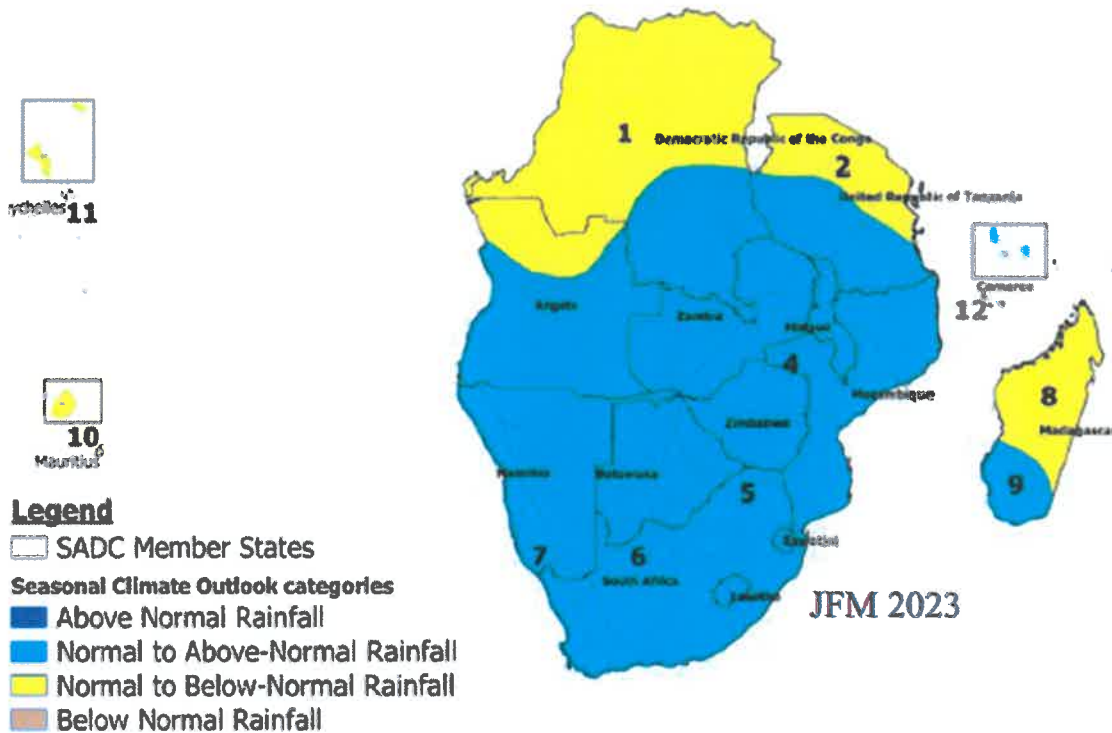 1
Democratic Republic of the Congo
2
United Republic of Tanzania
ychelles 11
Comoros
12
Angola
Zambia
Malawi
4
Mozambique
8
Madagascar
10
Mauritius
Zimbabwe
Namibia
Botswana
5
9
7
6
South Africa
Eswatini
Lesotho
JFM 2023
Legend
SADC Member States
Seasonal Climate Outlook categories
Above Normal Rainfall
Normal to Above-Normal Rainfall
Normal to Below-Normal Rainfall
Below Normal Rainfall